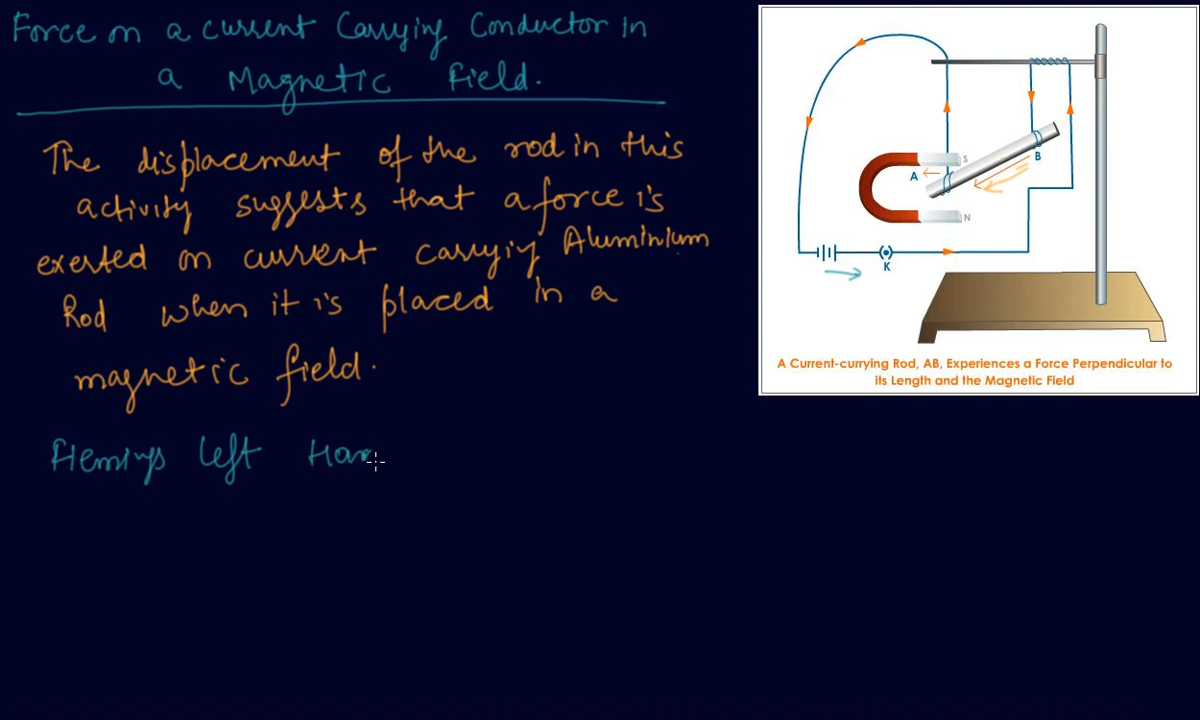 Force on a current Carrying Conductor in
a Magnetic Field.
The displacement of the rod in this
activity suggests that a force is
exerted on current carryiy Aluminium
Rod when it is placed in a
magnetic field.
Flemings left Han
S
A
B
N
K
A Current-currying Rod, AB, Experiences a Force Perpendicular to
its Length and the Magnetic Field